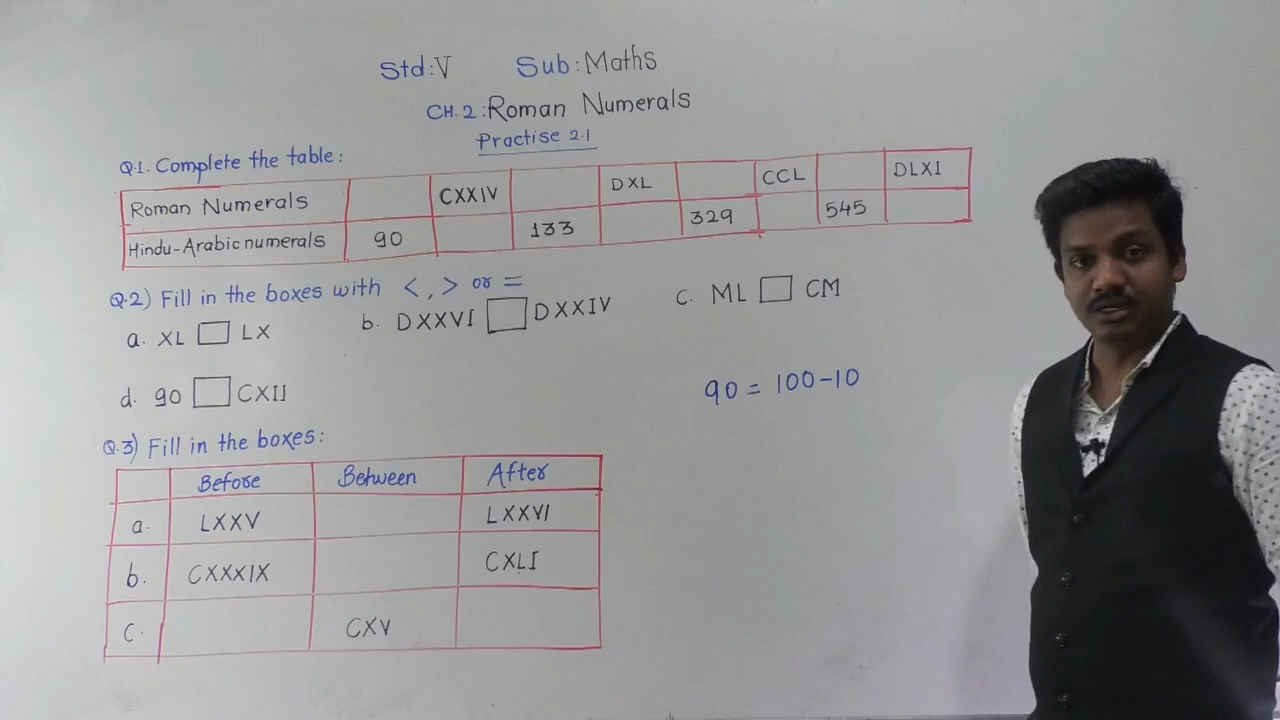 Std:V Sub:Maths
CH.2:Roman Numerals
Practise 2.1
Q.1. Complete the table:
Roman Numerals CXXIV DXL CCL DLXI
Hindu-Arabic numerals 90 133 329 545
Q.2) Fill in the boxes with <, > or =
a. XL LX b. DXXVI DXXIV c. ML CM
d. 90 CXII
90 = 100-10
Q.3) Fill in the boxes:
Before Between After
a. LXXV LXXVI
b. CXXXIX CXLI
c. CXV